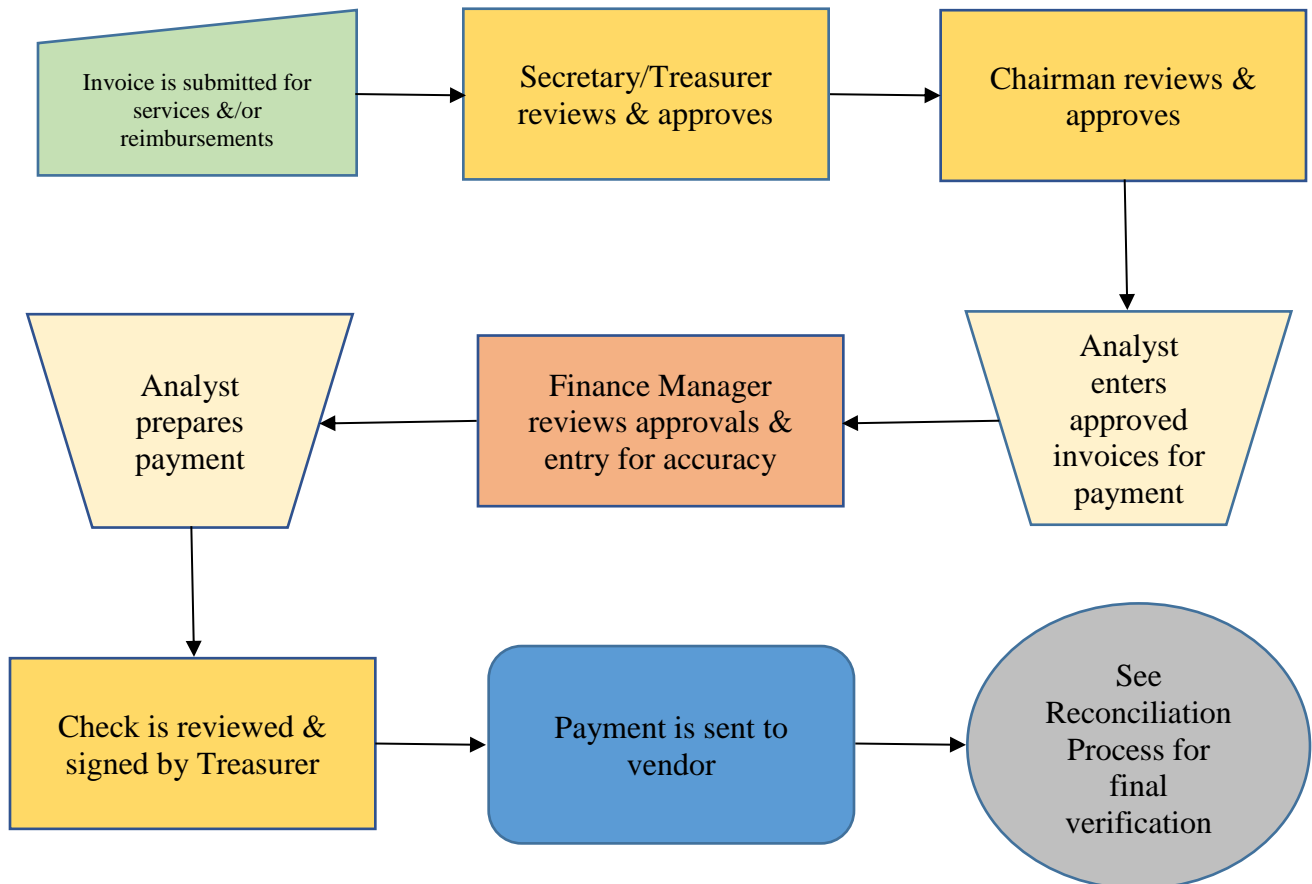 Invoice is submitted for
services &/or
reimbursements
Secretary/Treasurer
reviews & approves
Chairman reviews &
approves
Analyst
prepares
payment
Finance Manager
reviews approvals &
entry for accuracy
Analyst
enters
approved
invoices for
payment
Check is reviewed &
signed by Treasurer
Payment is sent to
vendor
See
Reconciliation
Process for
final
verification